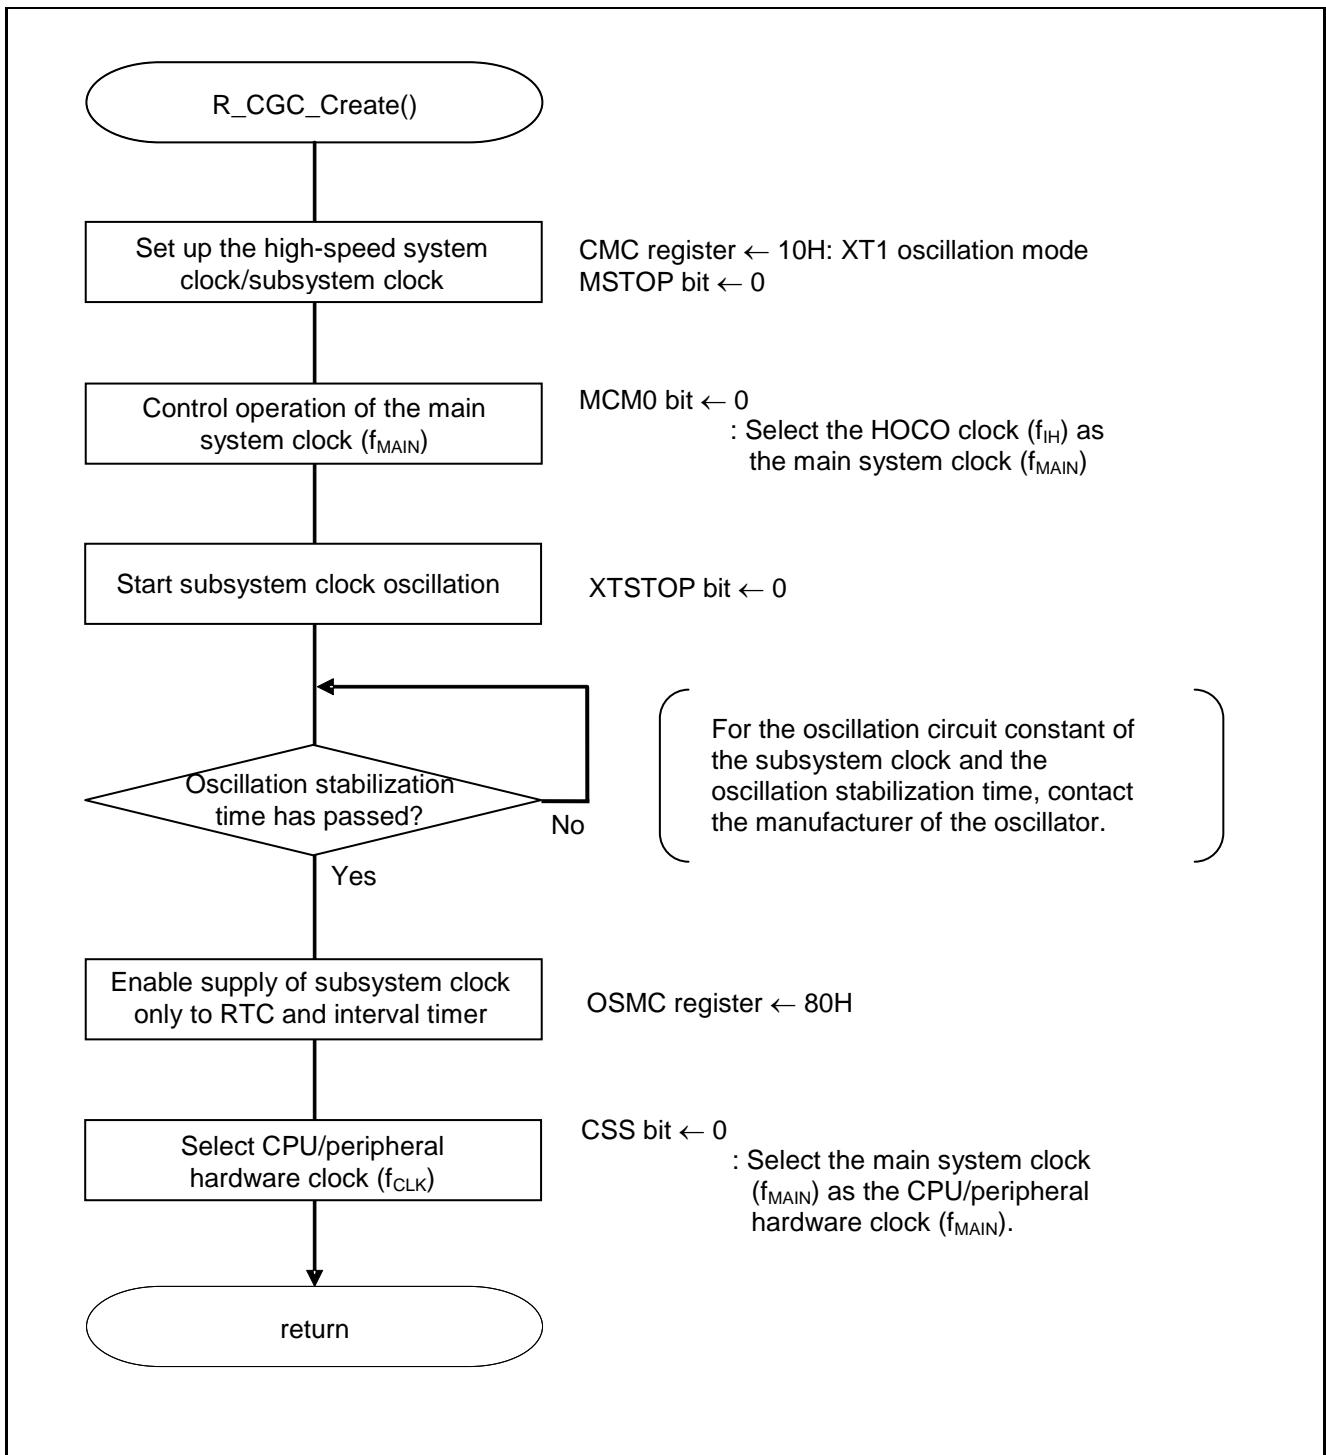 R_CGC_Create()
Set up the high-speed system
clock/subsystem clock
CMC register ← 10H: XT1 oscillation mode
MSTOP bit ← 0
Control operation of the main
system clock (fMAIN)
MCM0 bit ← 0
: Select the HOCO clock (fIH) as
the main system clock (fMAIN)
Start subsystem clock oscillation
XTSTOP bit ← 0
Oscillation stabilization
time has passed?
No
Yes
For the oscillation circuit constant of
the subsystem clock and the
oscillation stabilization time, contact
the manufacturer of the oscillator.
Enable supply of subsystem clock
only to RTC and interval timer
OSMC register ← 80H
Select CPU/peripheral
hardware clock (fCLK)
CSS bit ← 0
: Select the main system clock
(fMAIN) as the CPU/peripheral
hardware clock (fMAIN).
return